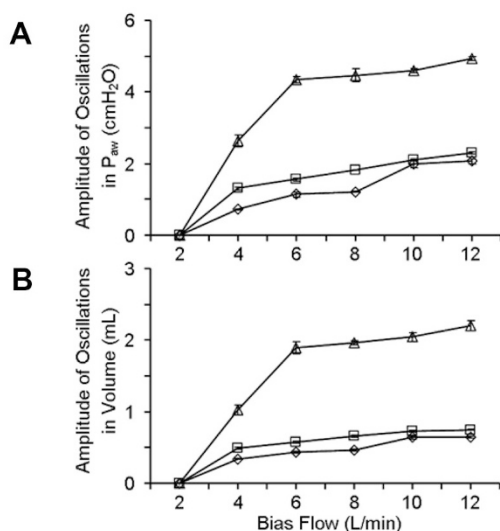 A
Amplitude of Oscillations
in Paw (cmH2O)
6
4
2
0
2 4 6 8 10 12
B
Amplitude of Oscillations
in Volume (mL)
3
2
1
0
2 4 6 8 10 12
Bias Flow (L/min)